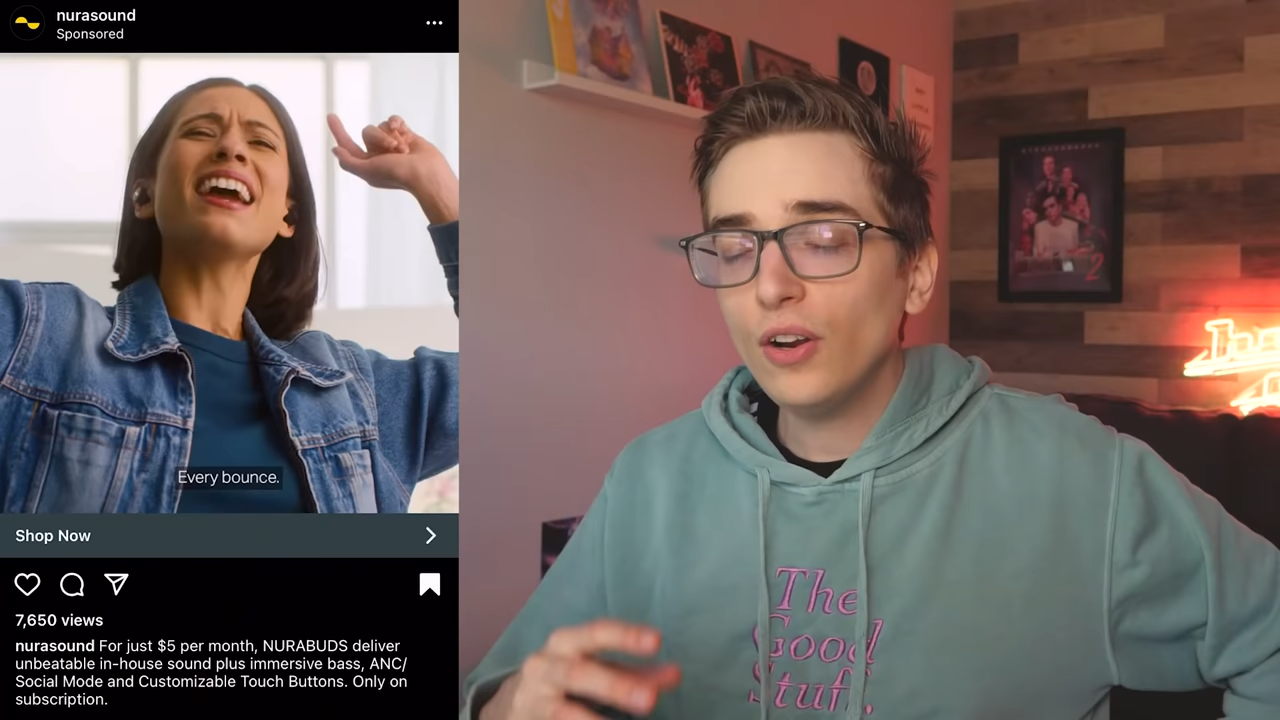 nurasound
Sponsored
Every bounce.
Shop Now
7,650 views
nurasound For just $5 per month, NURABUDS deliver
unbeatable in-house sound plus immersive bass, ANC/
Social Mode and Customizable Touch Buttons. Only on
subscription.
The
Good
Stuff.
2